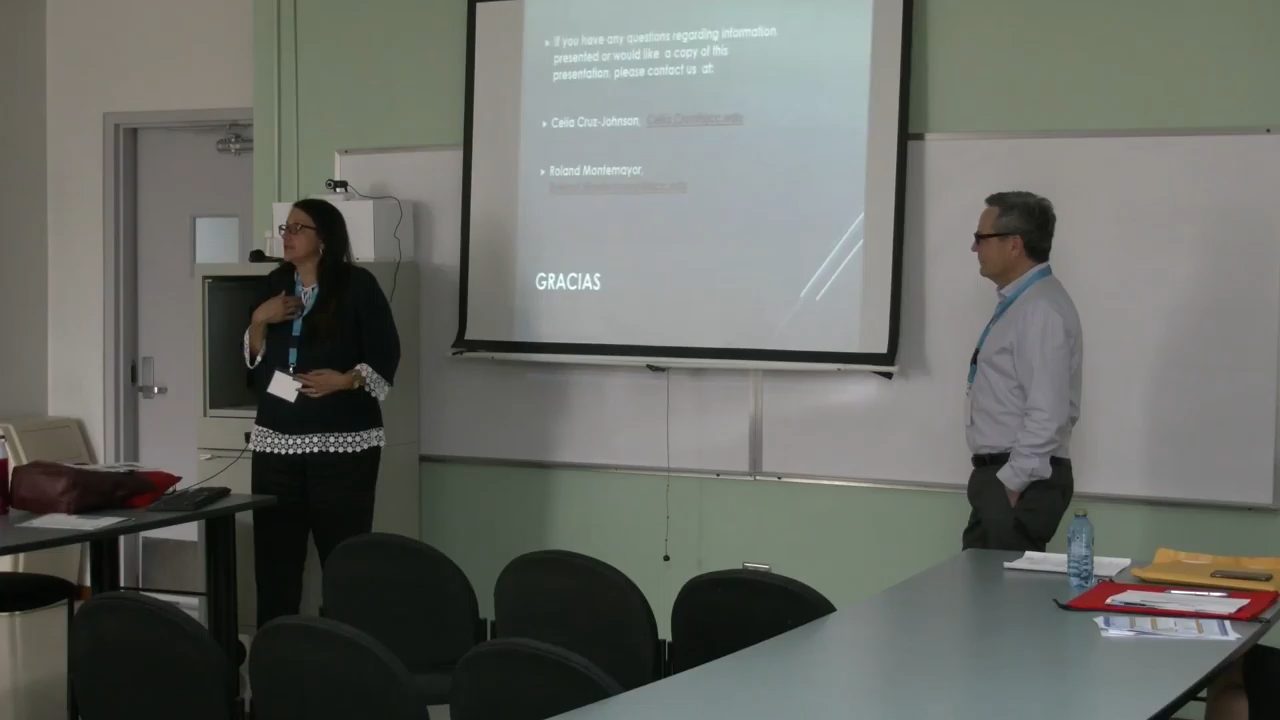 ▸ If you have any questions regarding information
presented or would like a copy of this
presentation, please contact us at:
▸ Celia Cruz-Johnson,
▸ Roland Montemayor,
GRACIAS